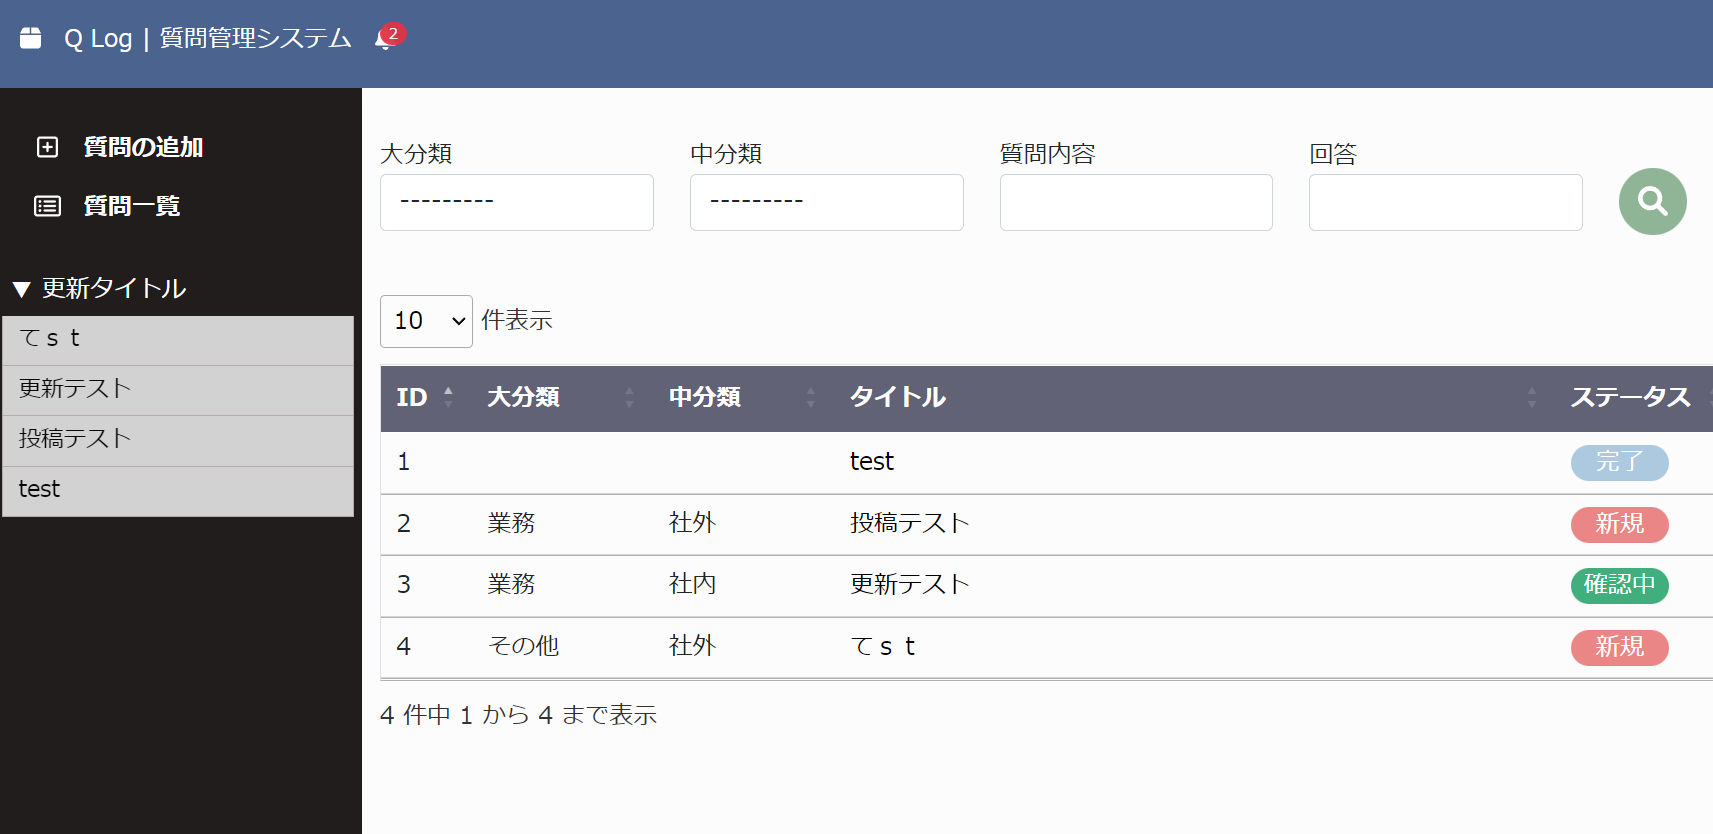 Q Log | 質問管理システム 2
質問の追加
質問一覧
▼ 更新タイトル
てｓｔ
更新テスト
投稿テスト
test
大分類 中分類 質問内容 回答
--------- ---------
10 件表示
ID 大分類 中分類 タイトル ステータス
1 test 完了
2 業務 社外 投稿テスト 新規
3 業務 社内 更新テスト 確認中
4 その他 社外 てｓｔ 新規
4 件中 1 から 4 まで表示